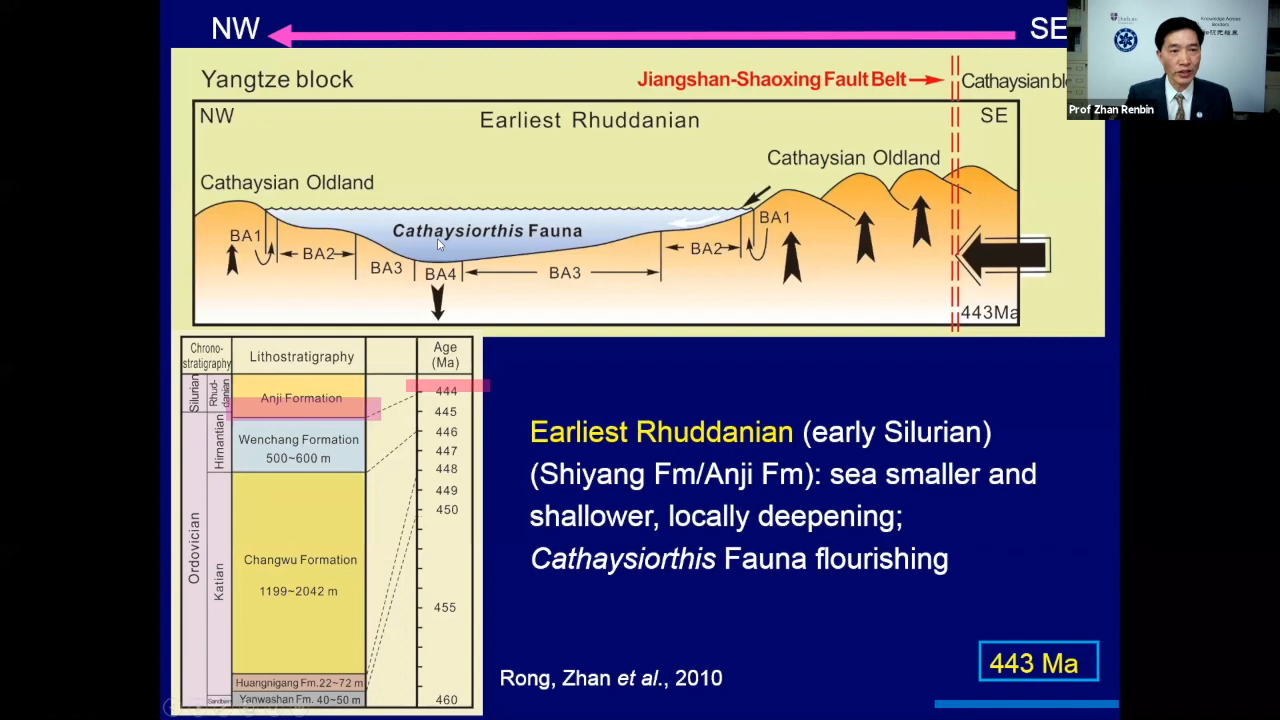 NW
SE
Knowledge Across
Borders
Prof Zhan Renbin
Yangtze block
Jiangshan-Shaoxing Fault Belt
Cathaysian
NW
Earliest Rhuddanian
SE
Cathaysian Oldland
Cathaysian Oldland
Cathaysiorthis Fauna
BA1
BA2
BA3
BA4
BA3
BA2
BA1
443Ma
Chrono-
stratigraphy
Lithostratigraphy
Age
(Ma)
Silurian
Rhud-
danian
Anji Formation
Ordovician
Hirnantian
Wenchang Formation
500~600 m
Katian
Changwu Formation
1199~2042 m
Huangnigang Fm.22~72 m
Sandbian
Yanwashan Fm. 40~50 m
444
445
446
447
448
449
450
455
460
Earliest Rhuddanian (early Silurian)
(Shiyang Fm/Anji Fm): sea smaller and
shallower, locally deepening;
Cathaysiorthis Fauna flourishing
Rong, Zhan et al., 2010
443 Ma